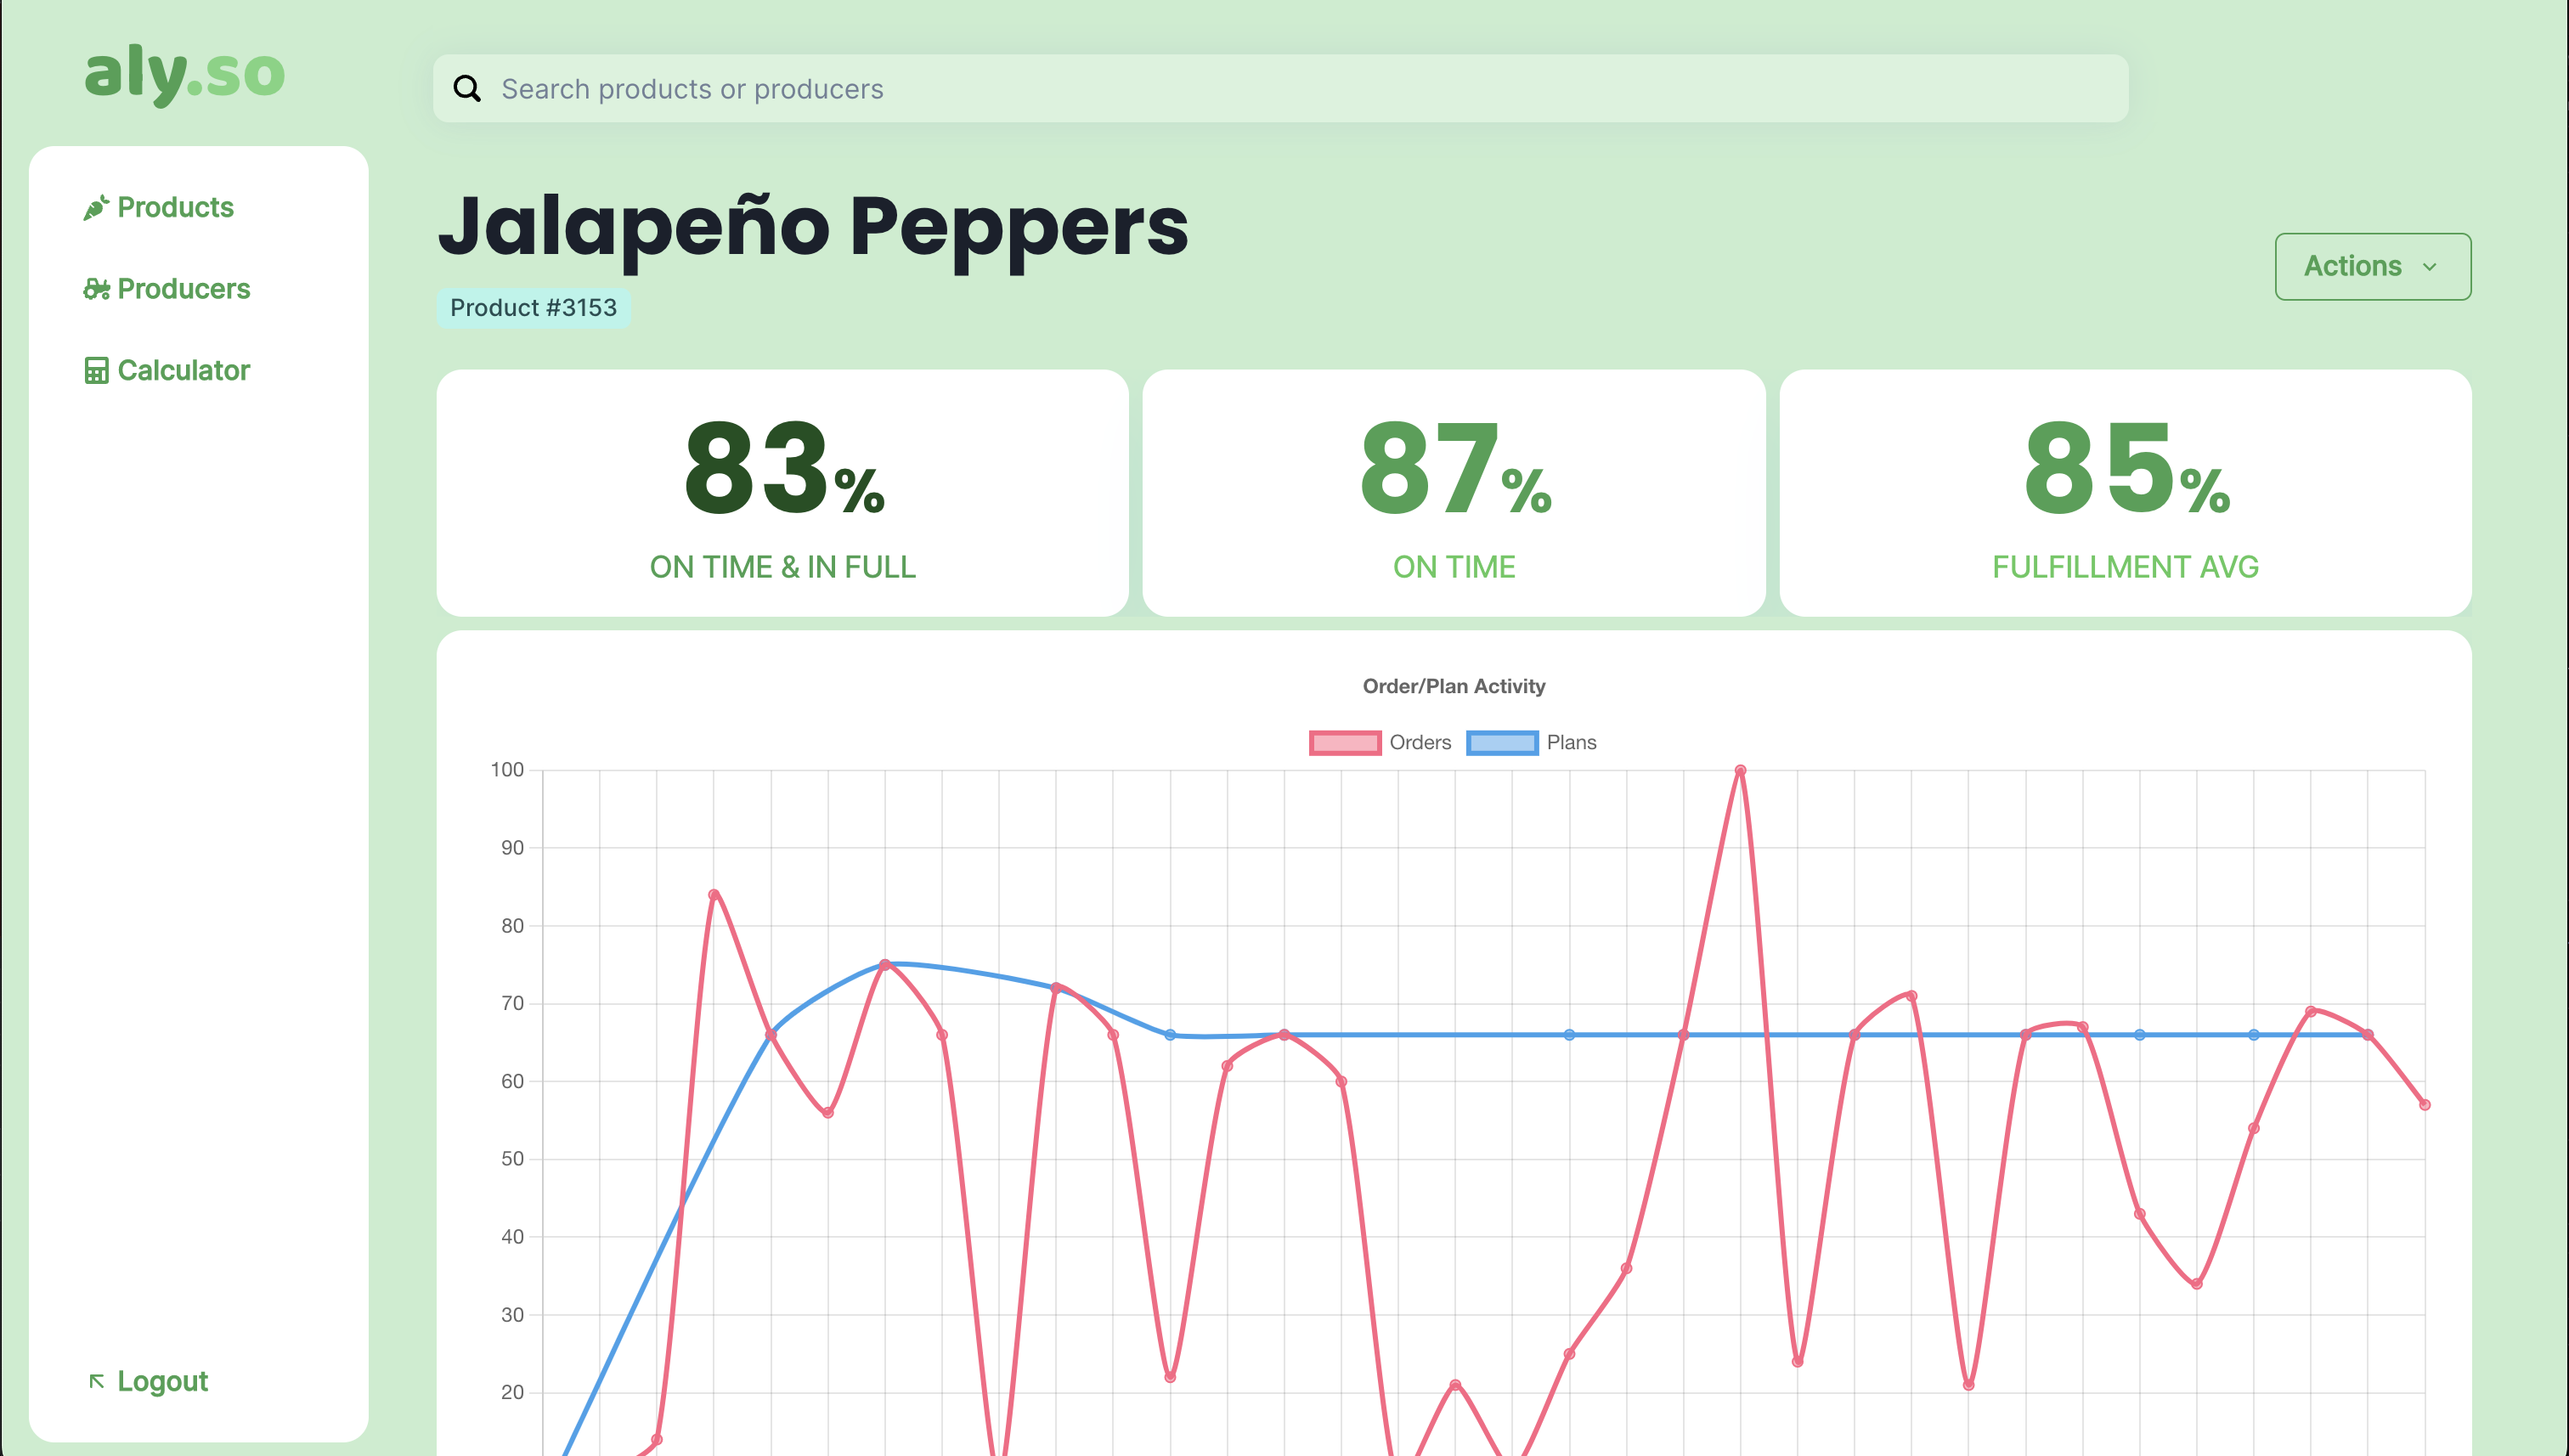 aly.so
Search products or producers
Products
Producers
Calculator
Logout
Jalapeño Peppers
Product #3153
Actions
83%
ON TIME & IN FULL
87%
ON TIME
85%
FULFILLMENT AVG
Order/Plan Activity
Orders Plans
100
90
80
70
60
50
40
30
20